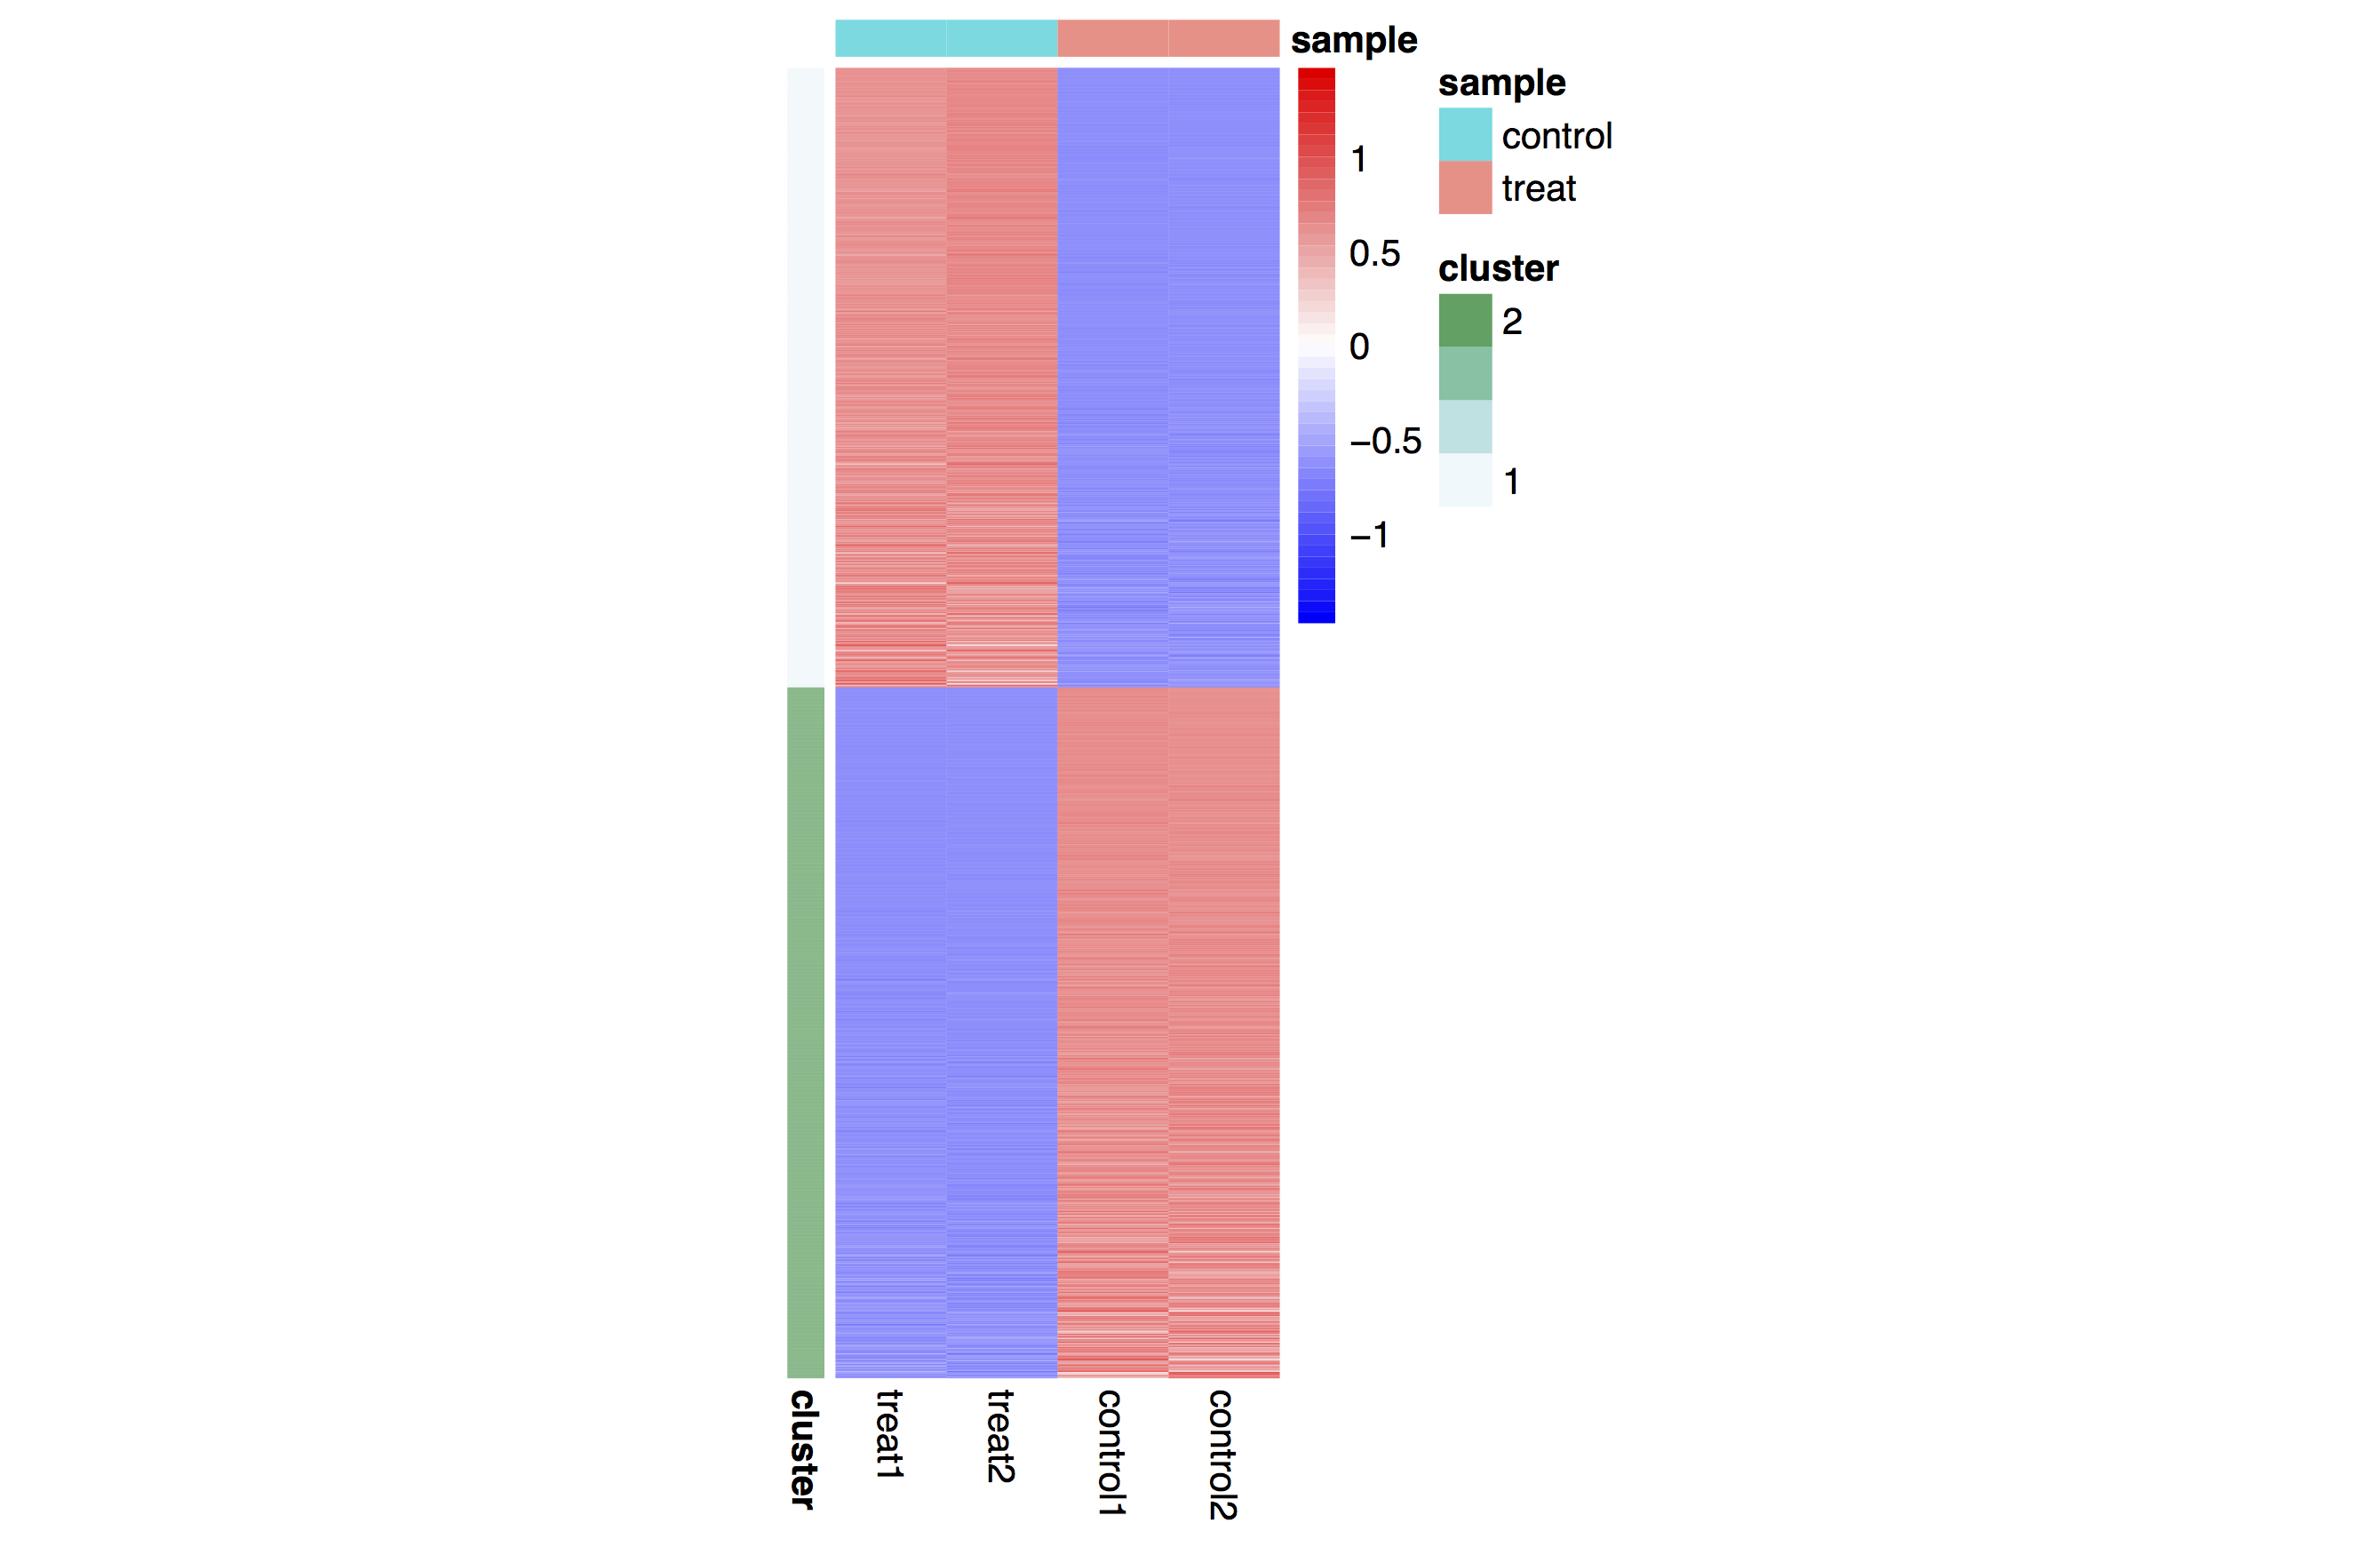 sample
1
0.5
0
−0.5
−1
sample
control
treat
cluster
2
1
cluster
treat1
treat2
control1
control2